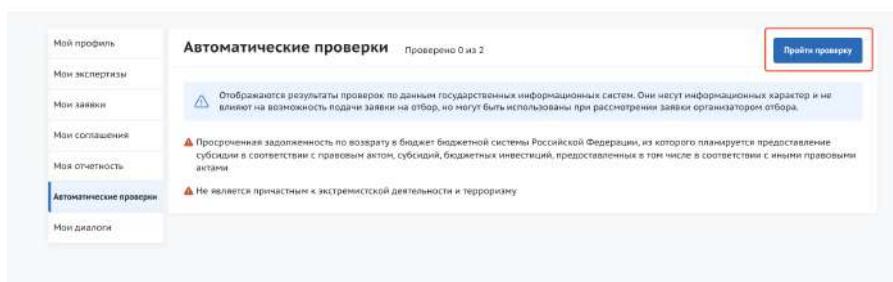 Мой профиль
Автоматические проверки Проверено 0 из 2
Пройти проверку
Мои экспертизы
Мои заявки
Отображаются результаты проверок по данным государственных информационных систем. Они несут информационных характер и не
влияют на возможность подачи заявки на отбор, но могут быть использованы при рассмотрении заявки организатором отбора.
Мои соглашения
Просроченная задолженность по возврату в бюджет бюджетной системы Российской Федерации, из которого планируется предоставление
субсидии в соответствии с правовым актом, субсидий, бюджетных инвестиций, предоставленных в том числе в соответствии с иными правовыми
актами
Моя отчетность
Автоматические проверки
Не является причастным к экстремистской деятельности и терроризму
Мои диалоги